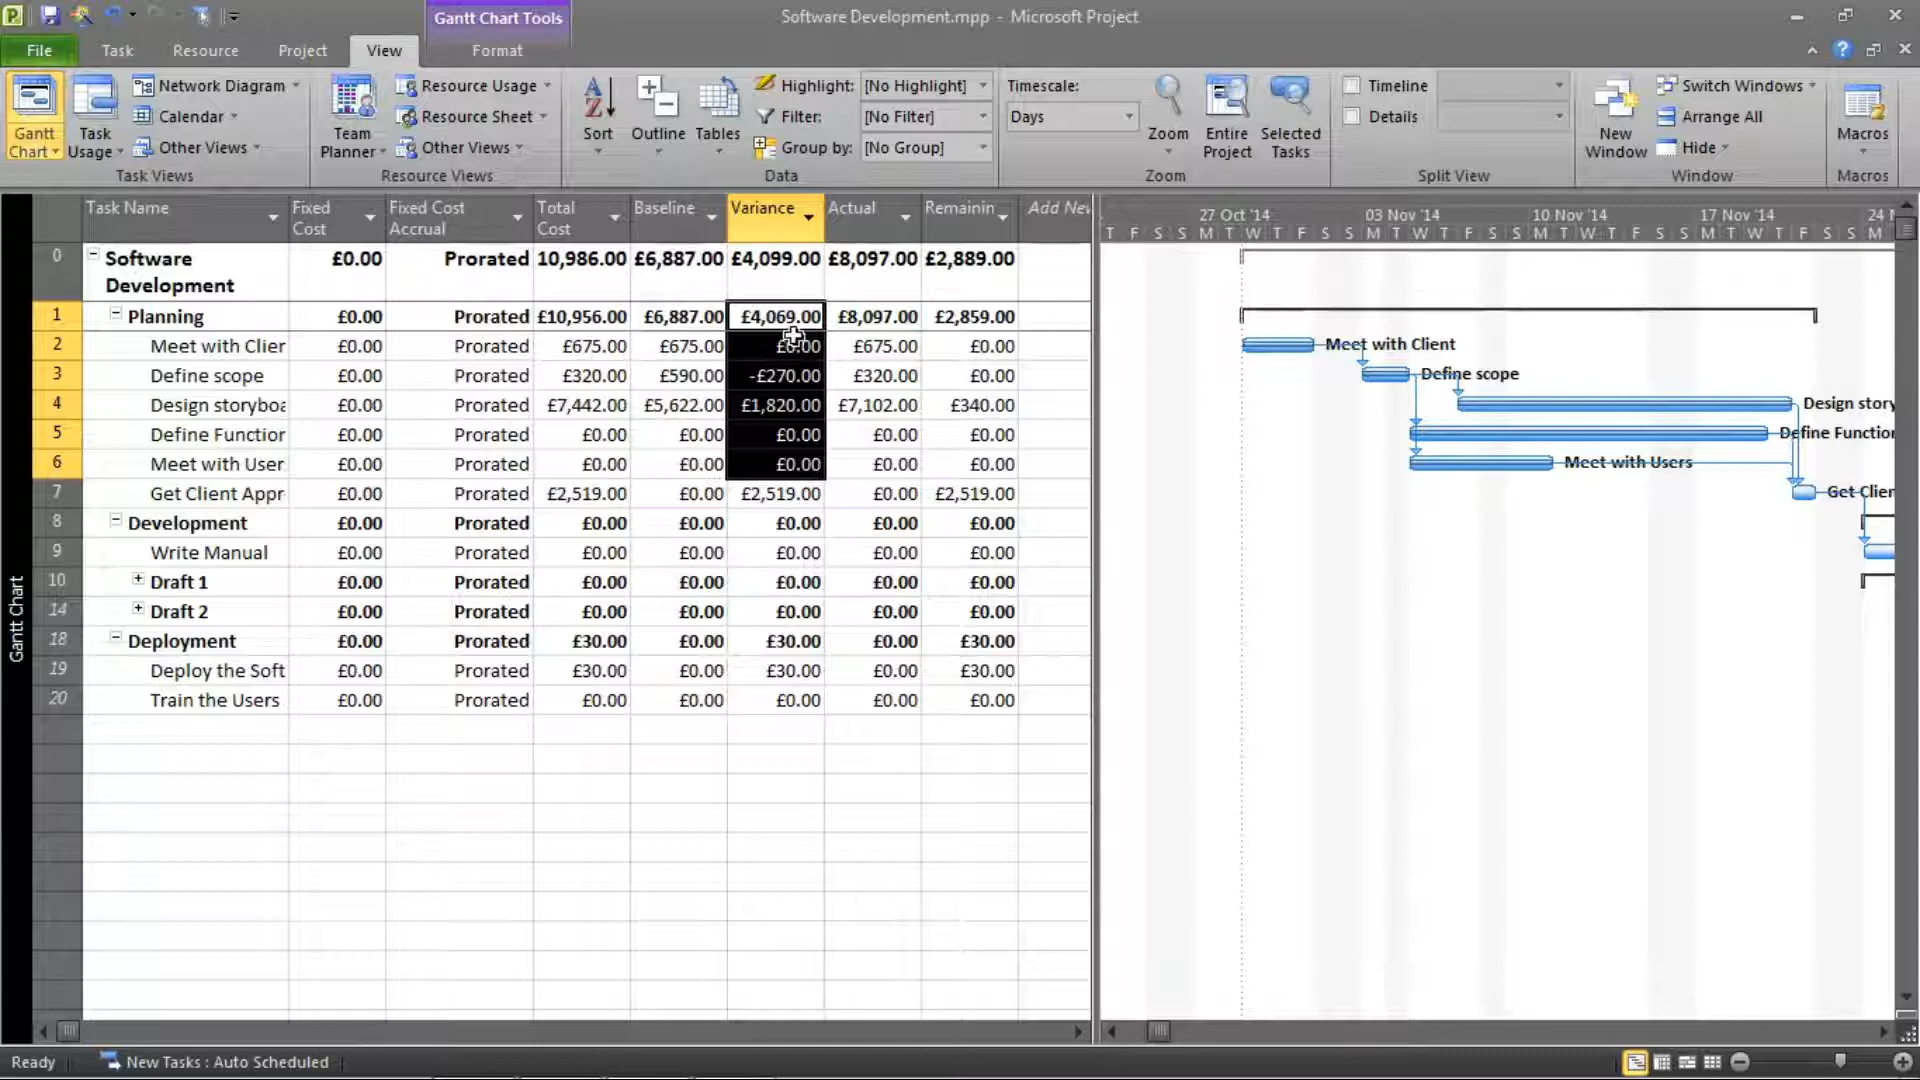 Gantt Chart Tools
Software Development.mpp - Microsoft Project
File Task Resource Project View Format
Gantt Chart
Task Usage
Network Diagram
Calendar
Other Views
Task Views
Team Planner
Resource Usage
Resource Sheet
Other Views
Resource Views
Sort
Outline
Tables
Highlight: [No Highlight]
Filter: [No Filter]
Group by: [No Group]
Data
Timescale:
Days
Zoom
Entire Project
Selected Tasks
Zoom
Timeline
Details
Split View
New Window
Switch Windows
Arrange All
Hide
Window
Macros
Macros
Task Name Fixed Cost Fixed Cost Accrual Total Cost Baseline Variance Actual Remainin Add New
0 Software Development £0.00 Prorated 10,986.00 £6,887.00 £4,099.00 £8,097.00 £2,889.00
1 Planning £0.00 Prorated £10,956.00 £6,887.00 £4,069.00 £8,097.00 £2,859.00
2 Meet with Clier £0.00 Prorated £675.00 £675.00 £0.00 £675.00 £0.00
3 Define scope £0.00 Prorated £320.00 £590.00 -£270.00 £320.00 £0.00
4 Design storyboa £0.00 Prorated £7,442.00 £5,622.00 £1,820.00 £7,102.00 £340.00
5 Define Function £0.00 Prorated £0.00 £0.00 £0.00 £0.00 £0.00
6 Meet with User £0.00 Prorated £0.00 £0.00 £0.00 £0.00 £0.00
7 Get Client Appr £0.00 Prorated £2,519.00 £0.00 £2,519.00 £0.00 £2,519.00
8 Development £0.00 Prorated £0.00 £0.00 £0.00 £0.00 £0.00
9 Write Manual £0.00 Prorated £0.00 £0.00 £0.00 £0.00 £0.00
10 Draft 1 £0.00 Prorated £0.00 £0.00 £0.00 £0.00 £0.00
14 Draft 2 £0.00 Prorated £0.00 £0.00 £0.00 £0.00 £0.00
18 Deployment £0.00 Prorated £30.00 £0.00 £30.00 £0.00 £30.00
19 Deploy the Soft £0.00 Prorated £30.00 £0.00 £30.00 £0.00 £30.00
20 Train the Users £0.00 Prorated £0.00 £0.00 £0.00 £0.00 £0.00
Gantt Chart
27 Oct '14 03 Nov '14 10 Nov '14 17 Nov '14 24 N
T F S S M T W T F S S M T W T F S S M T W T F S S M T W T F S S M
Meet with Client
Define scope
Design story
Define Function
Meet with Users
Get Clien
Ready New Tasks : Auto Scheduled